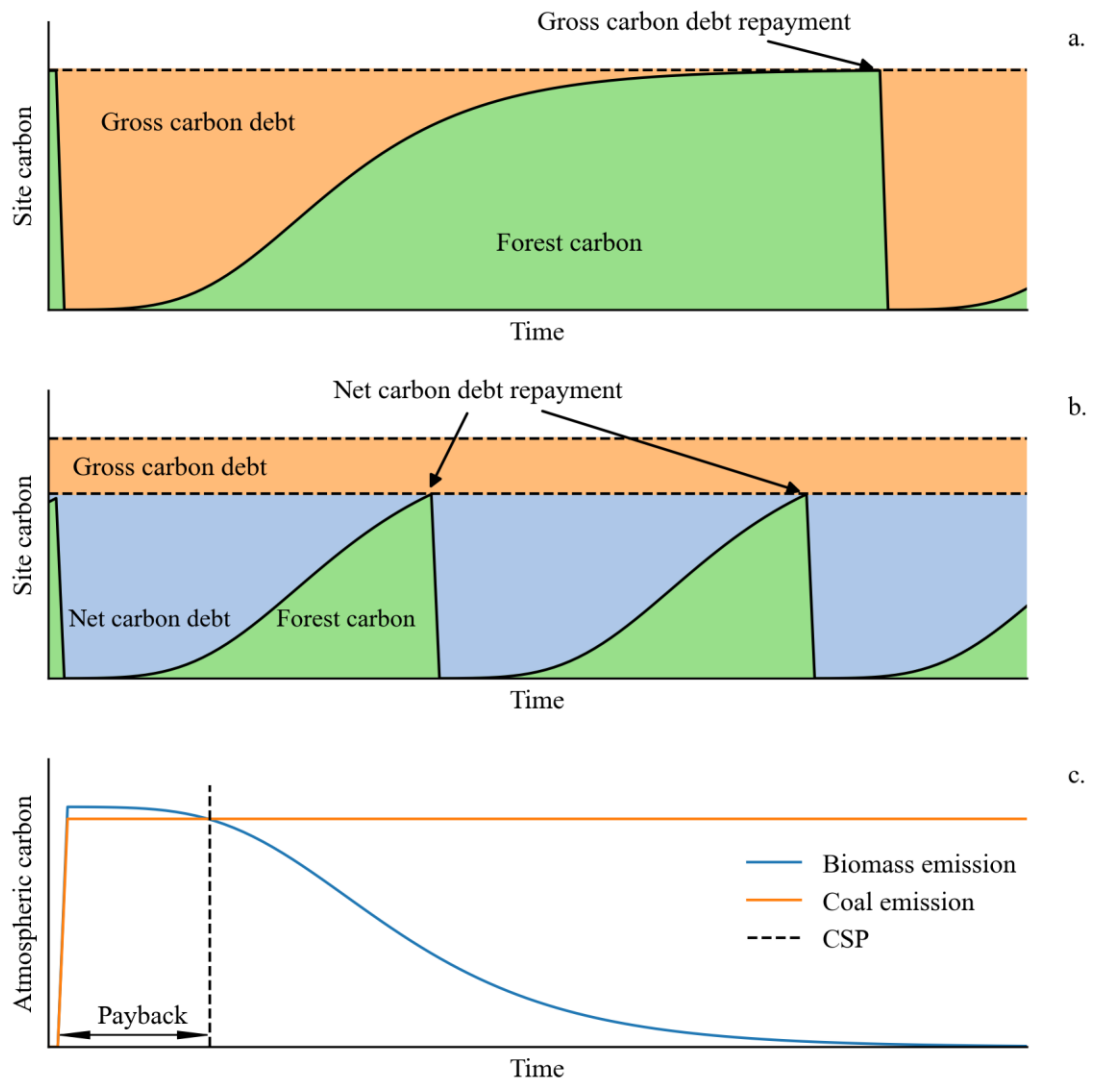 Gross carbon debt repayment
a.
Gross carbon debt
Forest carbon
Site carbon
Time
Net carbon debt repayment
b.
Gross carbon debt
Net carbon debt
Forest carbon
Site carbon
Time
c.
Biomass emission
Coal emission
CSP
Payback
Atmospheric carbon
Time